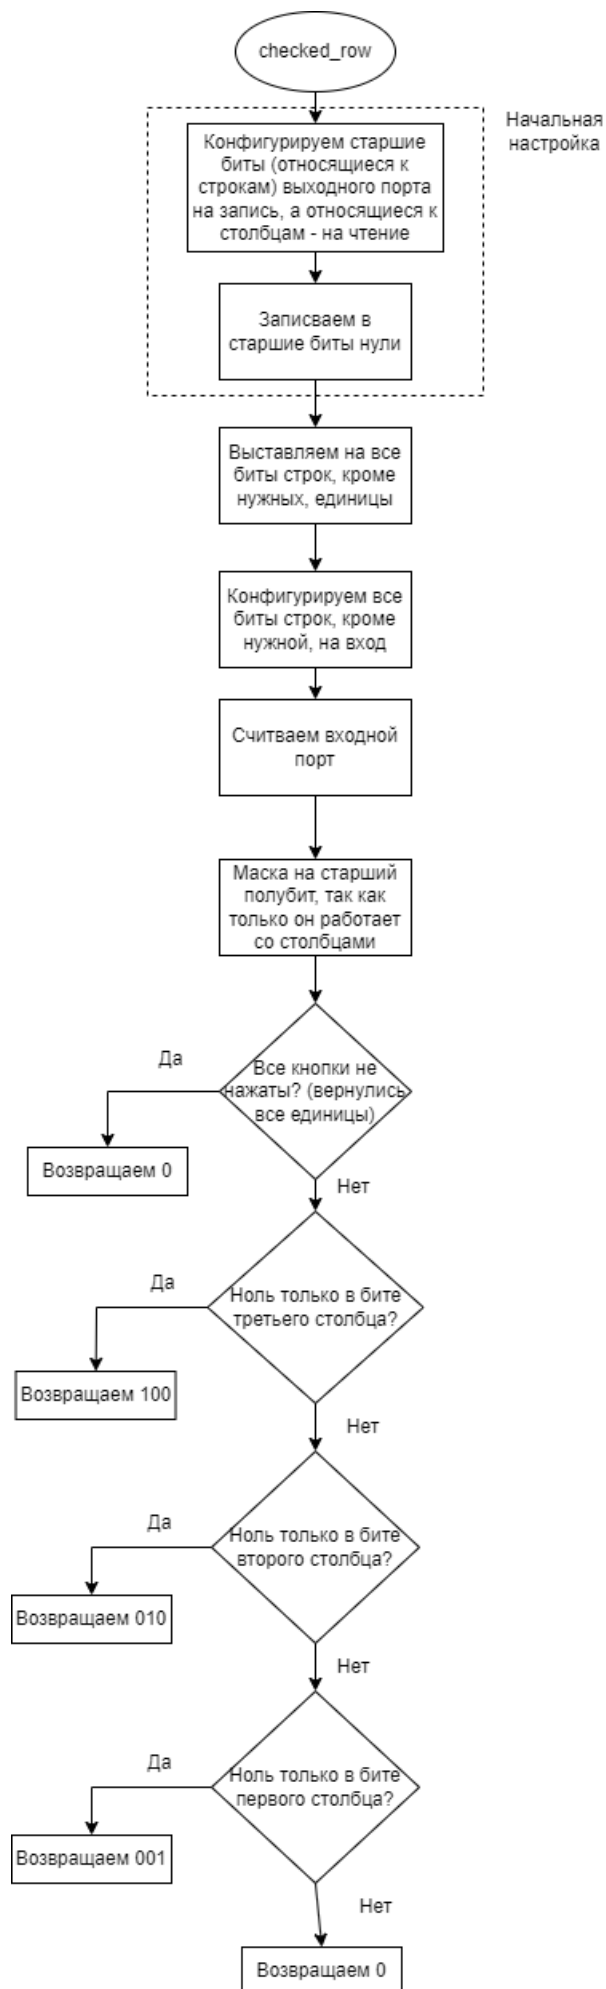 checked_row
Начальная
настройка
Конфигурируем старшие
биты (относящиеся к
строкам) выходного порта
на запись, а относящиеся к
столбцам - на чтение
Записваем в
старшие биты нули
Выставляем на все
биты строк, кроме
нужных, единицы
Конфигурируем все
биты строк, кроме
нужной, на вход
Считваем входной
порт
Маска на старший
полубит, так как
только он работает
со столбцами
Все кнопки не
нажаты? (вернулись
все единицы)
Да
Возвращаем 0
Нет
Ноль только в бите
третьего столбца?
Да
Возвращаем 100
Нет
Ноль только в бите
второго столбца?
Да
Возвращаем 010
Нет
Ноль только в бите
первого столбца?
Да
Возвращаем 001
Нет
Возвращаем 0